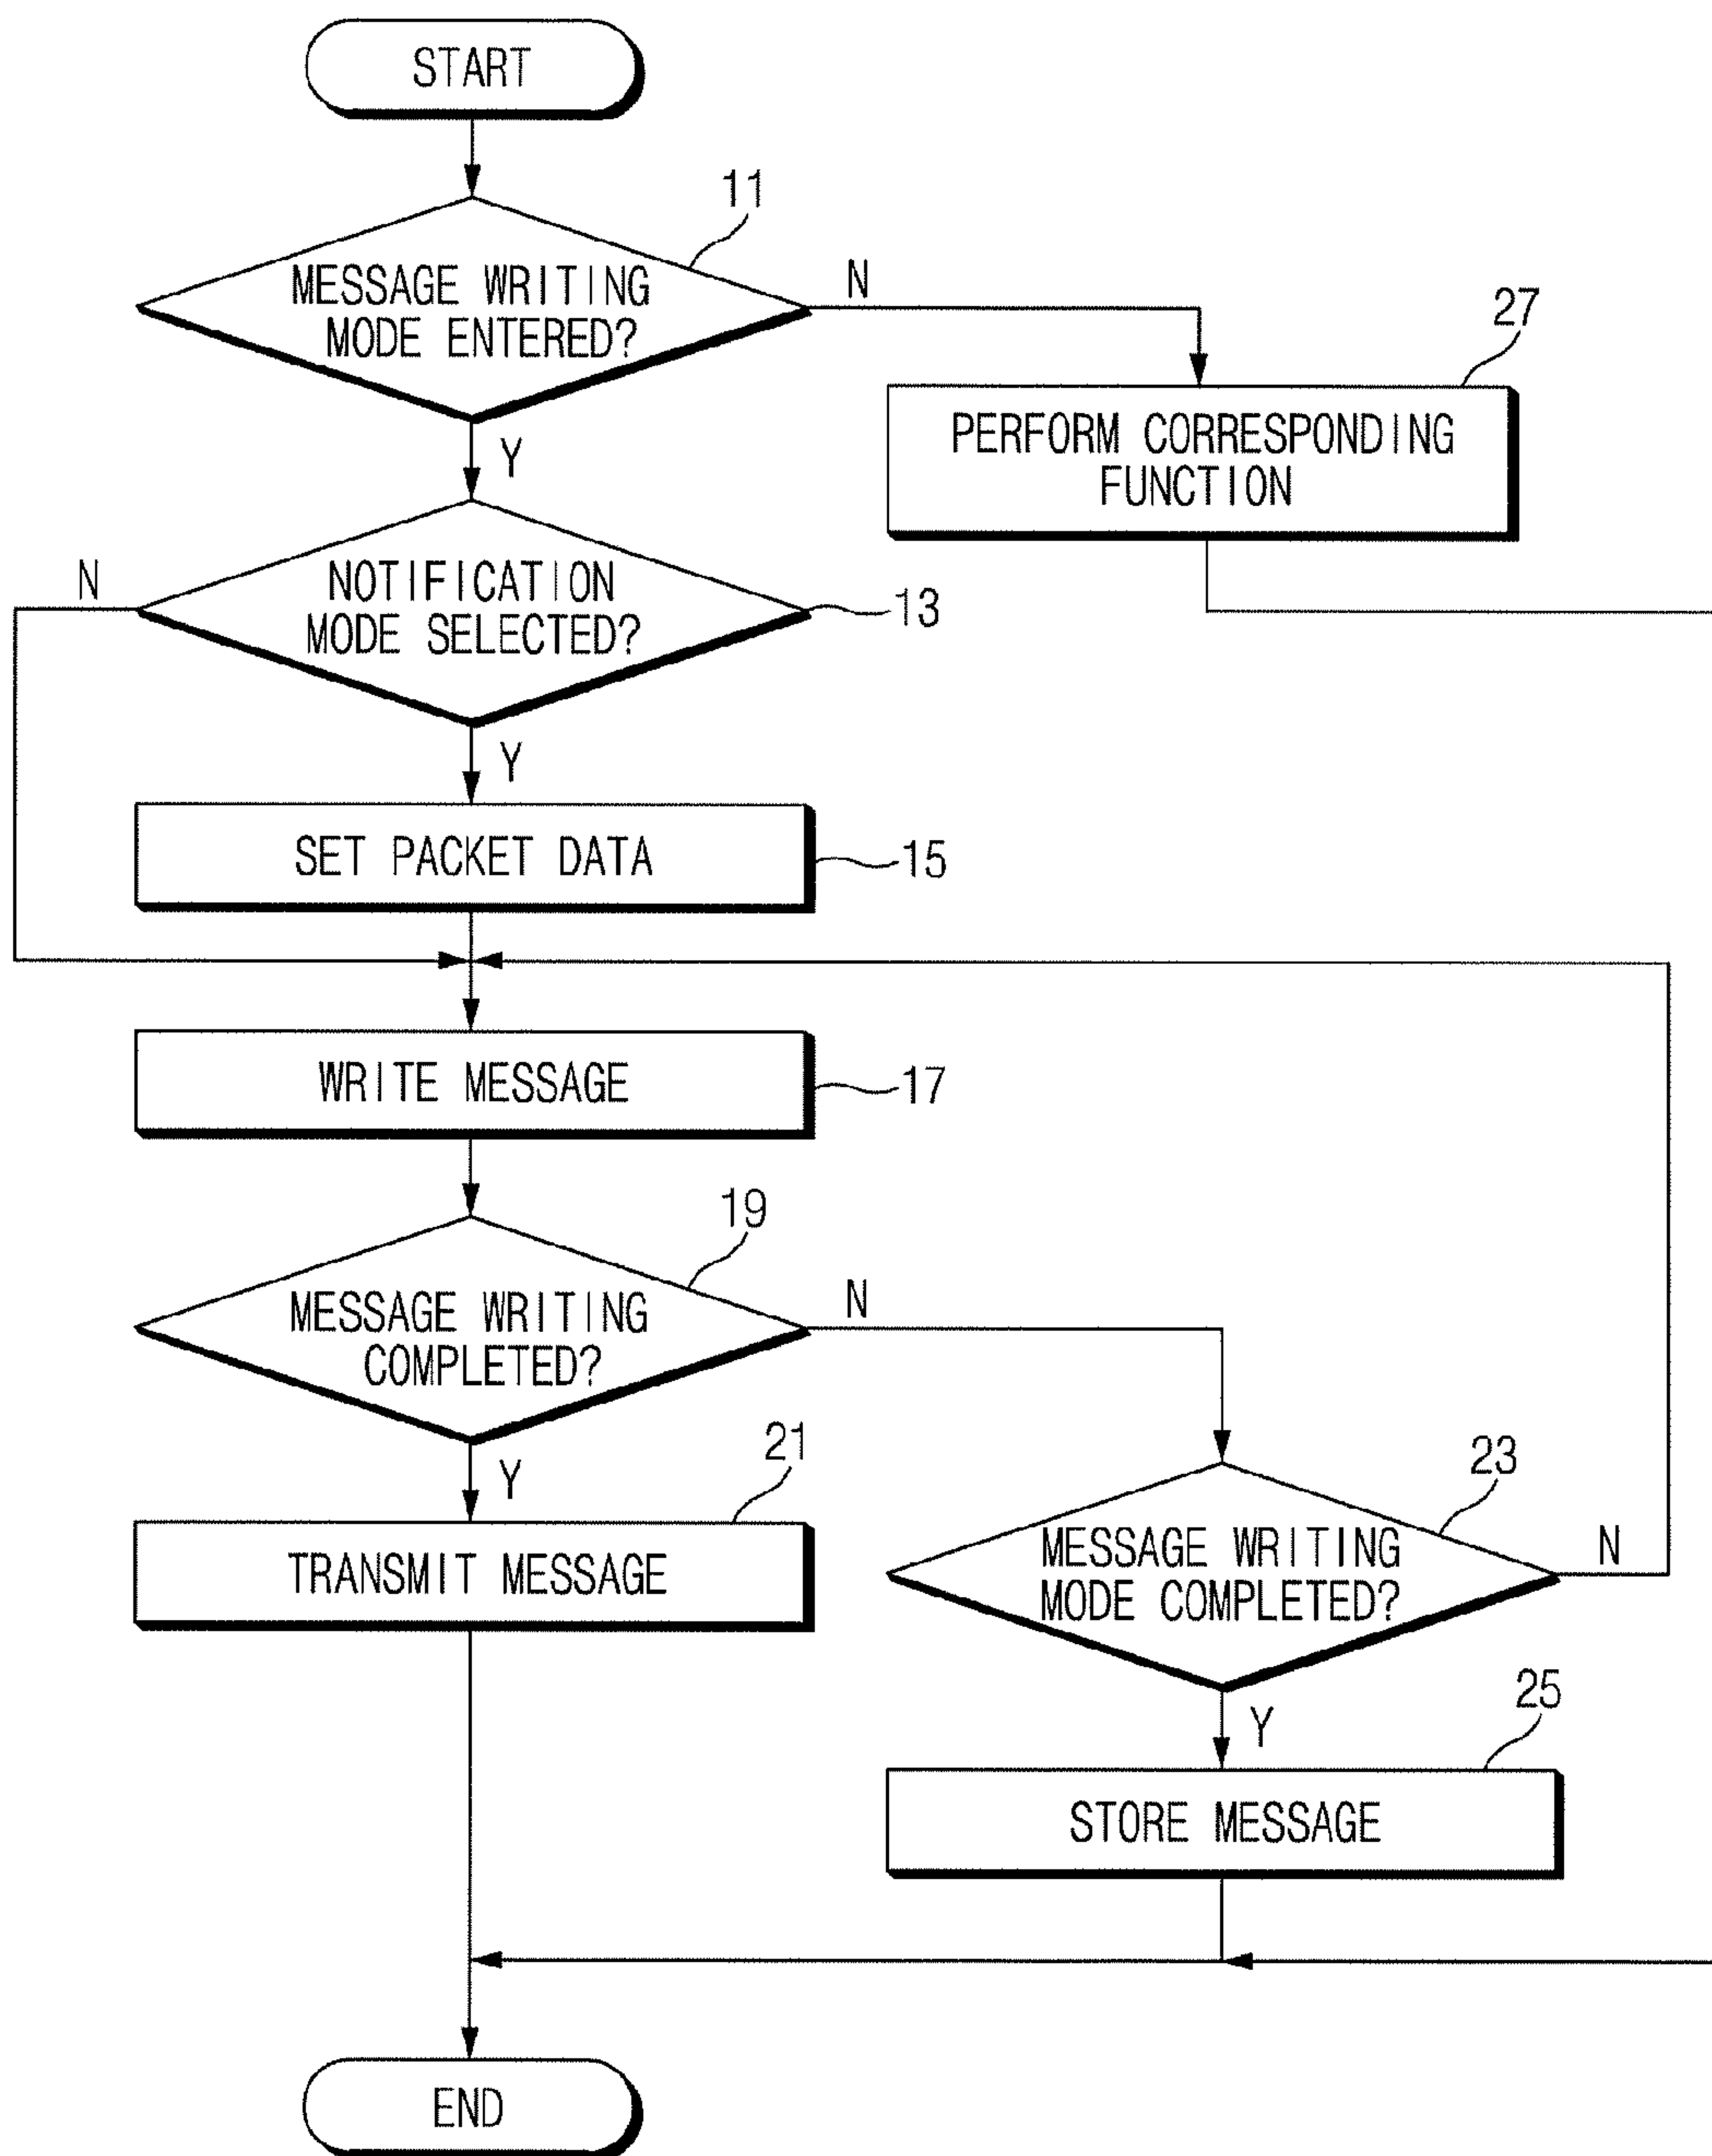 START
11
MESSAGE WRITING
MODE ENTERED?
N
27
PERFORM CORRESPONDING
FUNCTION
Y
N
NOTIFICATION
MODE SELECTED?
13
Y
SET PACKET DATA
15
WRITE MESSAGE
17
19
MESSAGE WRITING
COMPLETED?
N
21
Y
23
TRANSMIT MESSAGE
MESSAGE WRITING
MODE COMPLETED?
N
25
Y
STORE MESSAGE
END